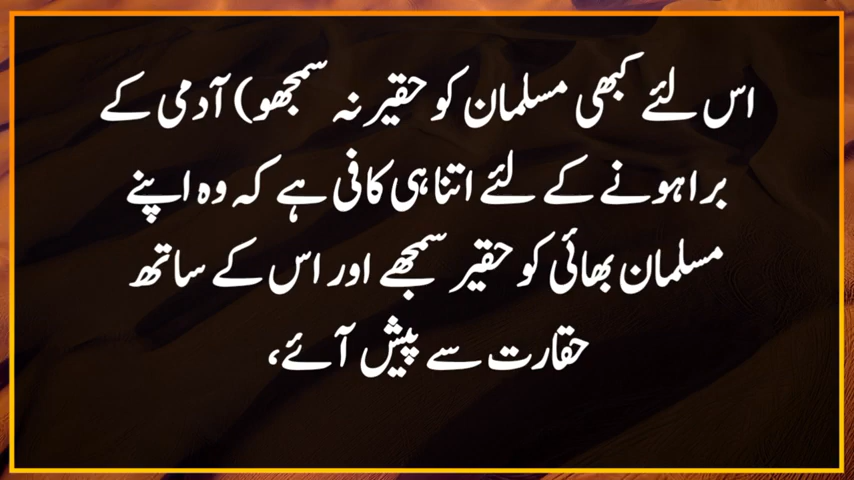 اس لئے کبھی مسلمان کو حقیر نہ سمجھو) آدمی کے
برا ہونے کے لئے اتنا ہی کافی ہے کہ وہ اپنے
مسلمان بھائی کو حقیر سمجھے اور اس کے ساتھ
حقارت سے پیش آئے،